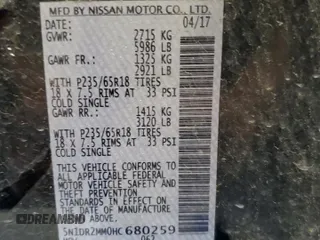 MFD BY NISSAN MOTOR CO., LTD.
DATE: 04/17
GVWR: 2715 KG
5986 LB
GAWR FR.: 1325 KG
2921 LB
WITH P235/65R18 TIRES
18 X 7.5 RIMS AT 33 PSI
COLD SINGLE
GAWR RR.: 1415 KG
3120 LB
WITH P235/65R18 TIRES
18 X 7.5 RIMS AT 33 PSI
COLD SINGLE
THIS VEHICLE CONFORMS TO
ALL APPLICABLE FEDERAL
MOTOR VEHICLE SAFETY AND
THEFT PREVENTION
STANDARDS IN EFFECT ON
THE DATE OF MANUFACTURE
SHOWN ABOVE.
5N1DR2MM0HC680259
DREAMBID